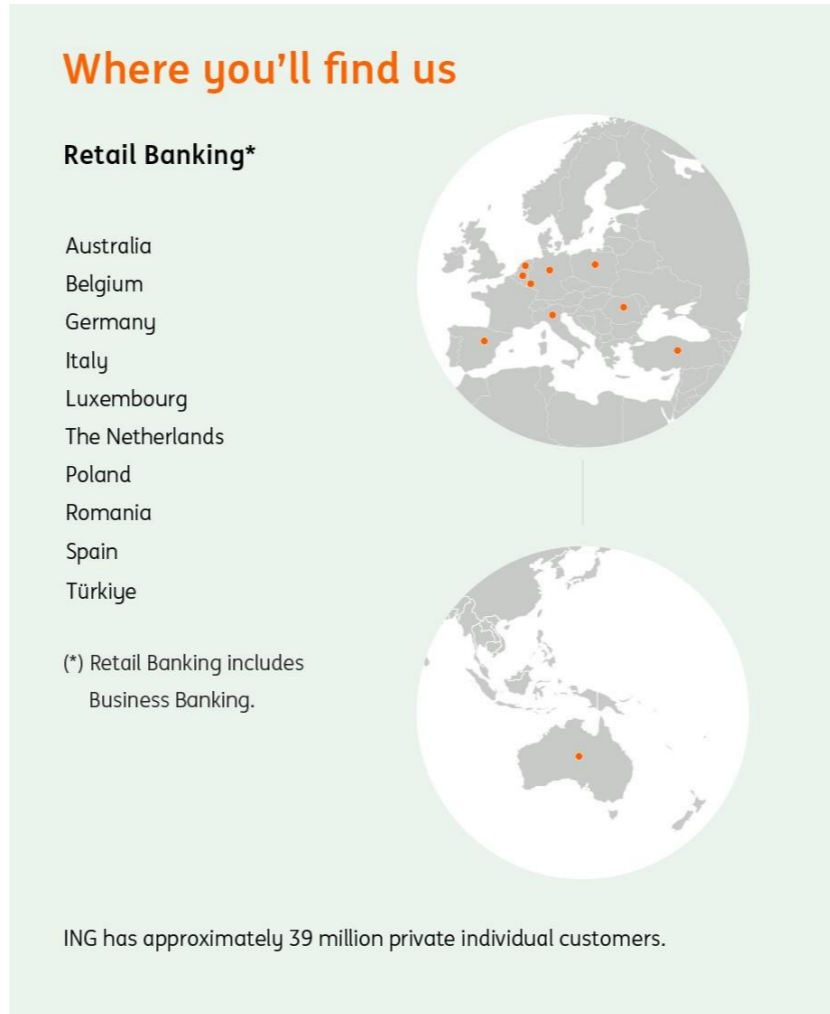 Where you’ll find us
Retail Banking*
Australia
Belgium
Germany
Italy
Luxembourg
The Netherlands
Poland
Romania
Spain
Türkiye
(*) Retail Banking includes
Business Banking.
ING has approximately 39 million private individual customers.